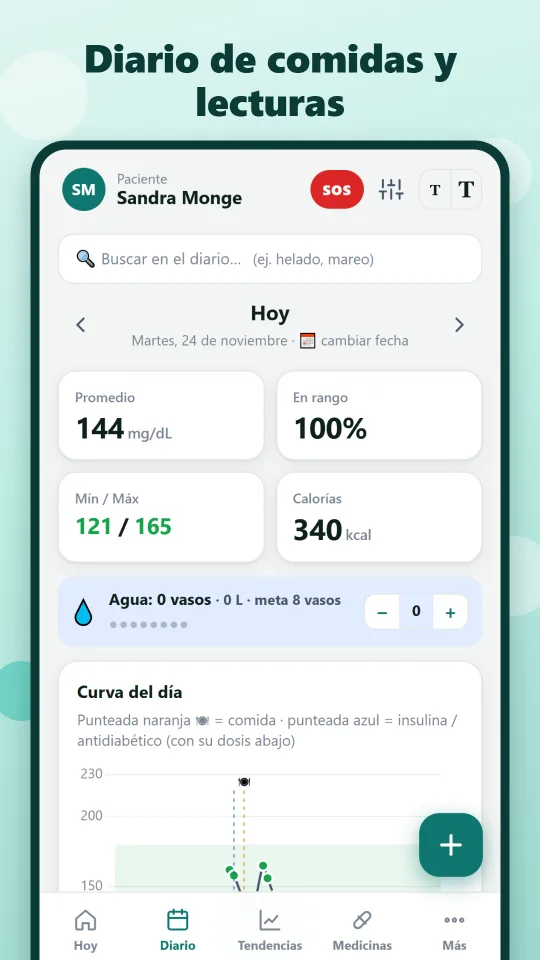 Diario de comidas y
lecturas
SM
Paciente
Sandra Monge
SOS
T
T
Buscar en el diario... (ej. helado, mareo)
Hoy
Martes, 24 de noviembre · cambiar fecha
Promedio
144 mg/dL
En rango
100%
Mín / Máx
121 / 165
Calorías
340 kcal
Agua: 0 vasos · 0 L · meta 8 vasos
− 0 +
Curva del día
Punteada naranja 🍽 = comida · punteada azul = insulina /
antidiabético (con su dosis abajo)
230
200
150
+
Hoy
Diario
Tendencias
Medicinas
Más